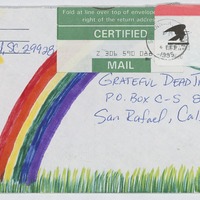 Fold at line over top of envelope
right of the return address
CERTIFIED
SC 29928
Z 306 590 068
MAIL
1995
GRATEFUL DEAD
P.O. BOX C-S
San Rafael, Cal